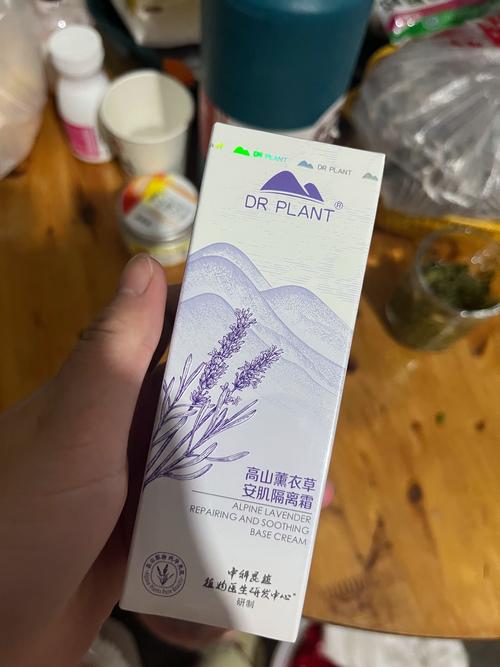 DR PLANT
DR PLANT
DR PLANT®
高山薰衣草
安肌隔离霜
ALPINE LAVENDER
REPAIRING AND SOOTHING
BASE CREAM
中科昆植
植物医生研发中心
研制